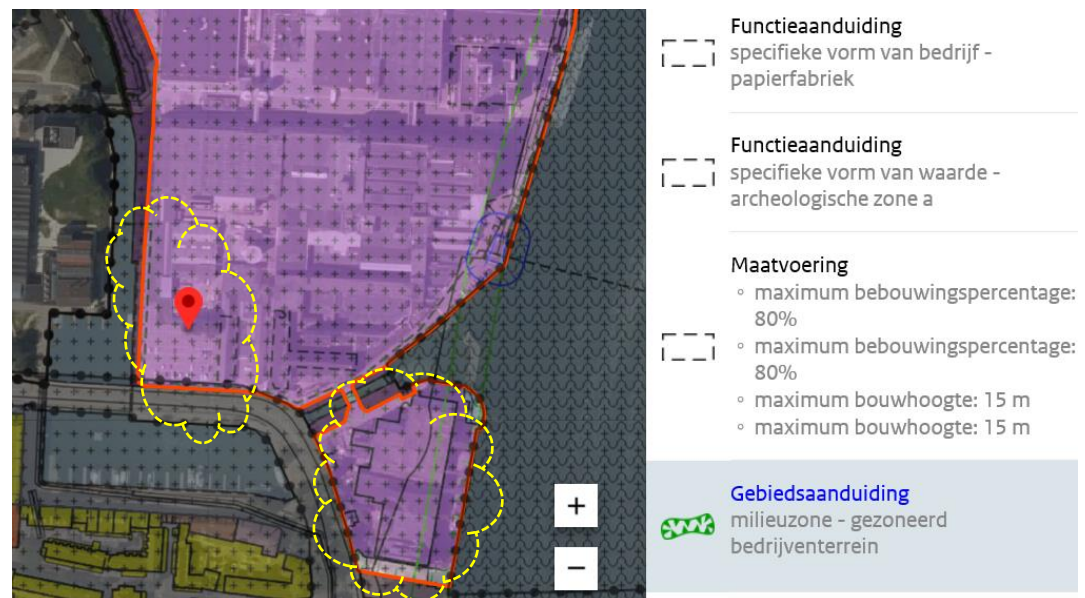 Functieaanduiding
specifieke vorm van bedrijf -
papierfabriek
Functieaanduiding
specifieke vorm van waarde -
archeologische zone a
Maatvoering
◦ maximum bebouwingspercentage:
80%
◦ maximum bebouwingspercentage:
80%
◦ maximum bouwhoogte: 15 m
◦ maximum bouwhoogte: 15 m
Gebiedsaanduiding
milieuzone - gezoneerd
bedrijventerrein
+
−